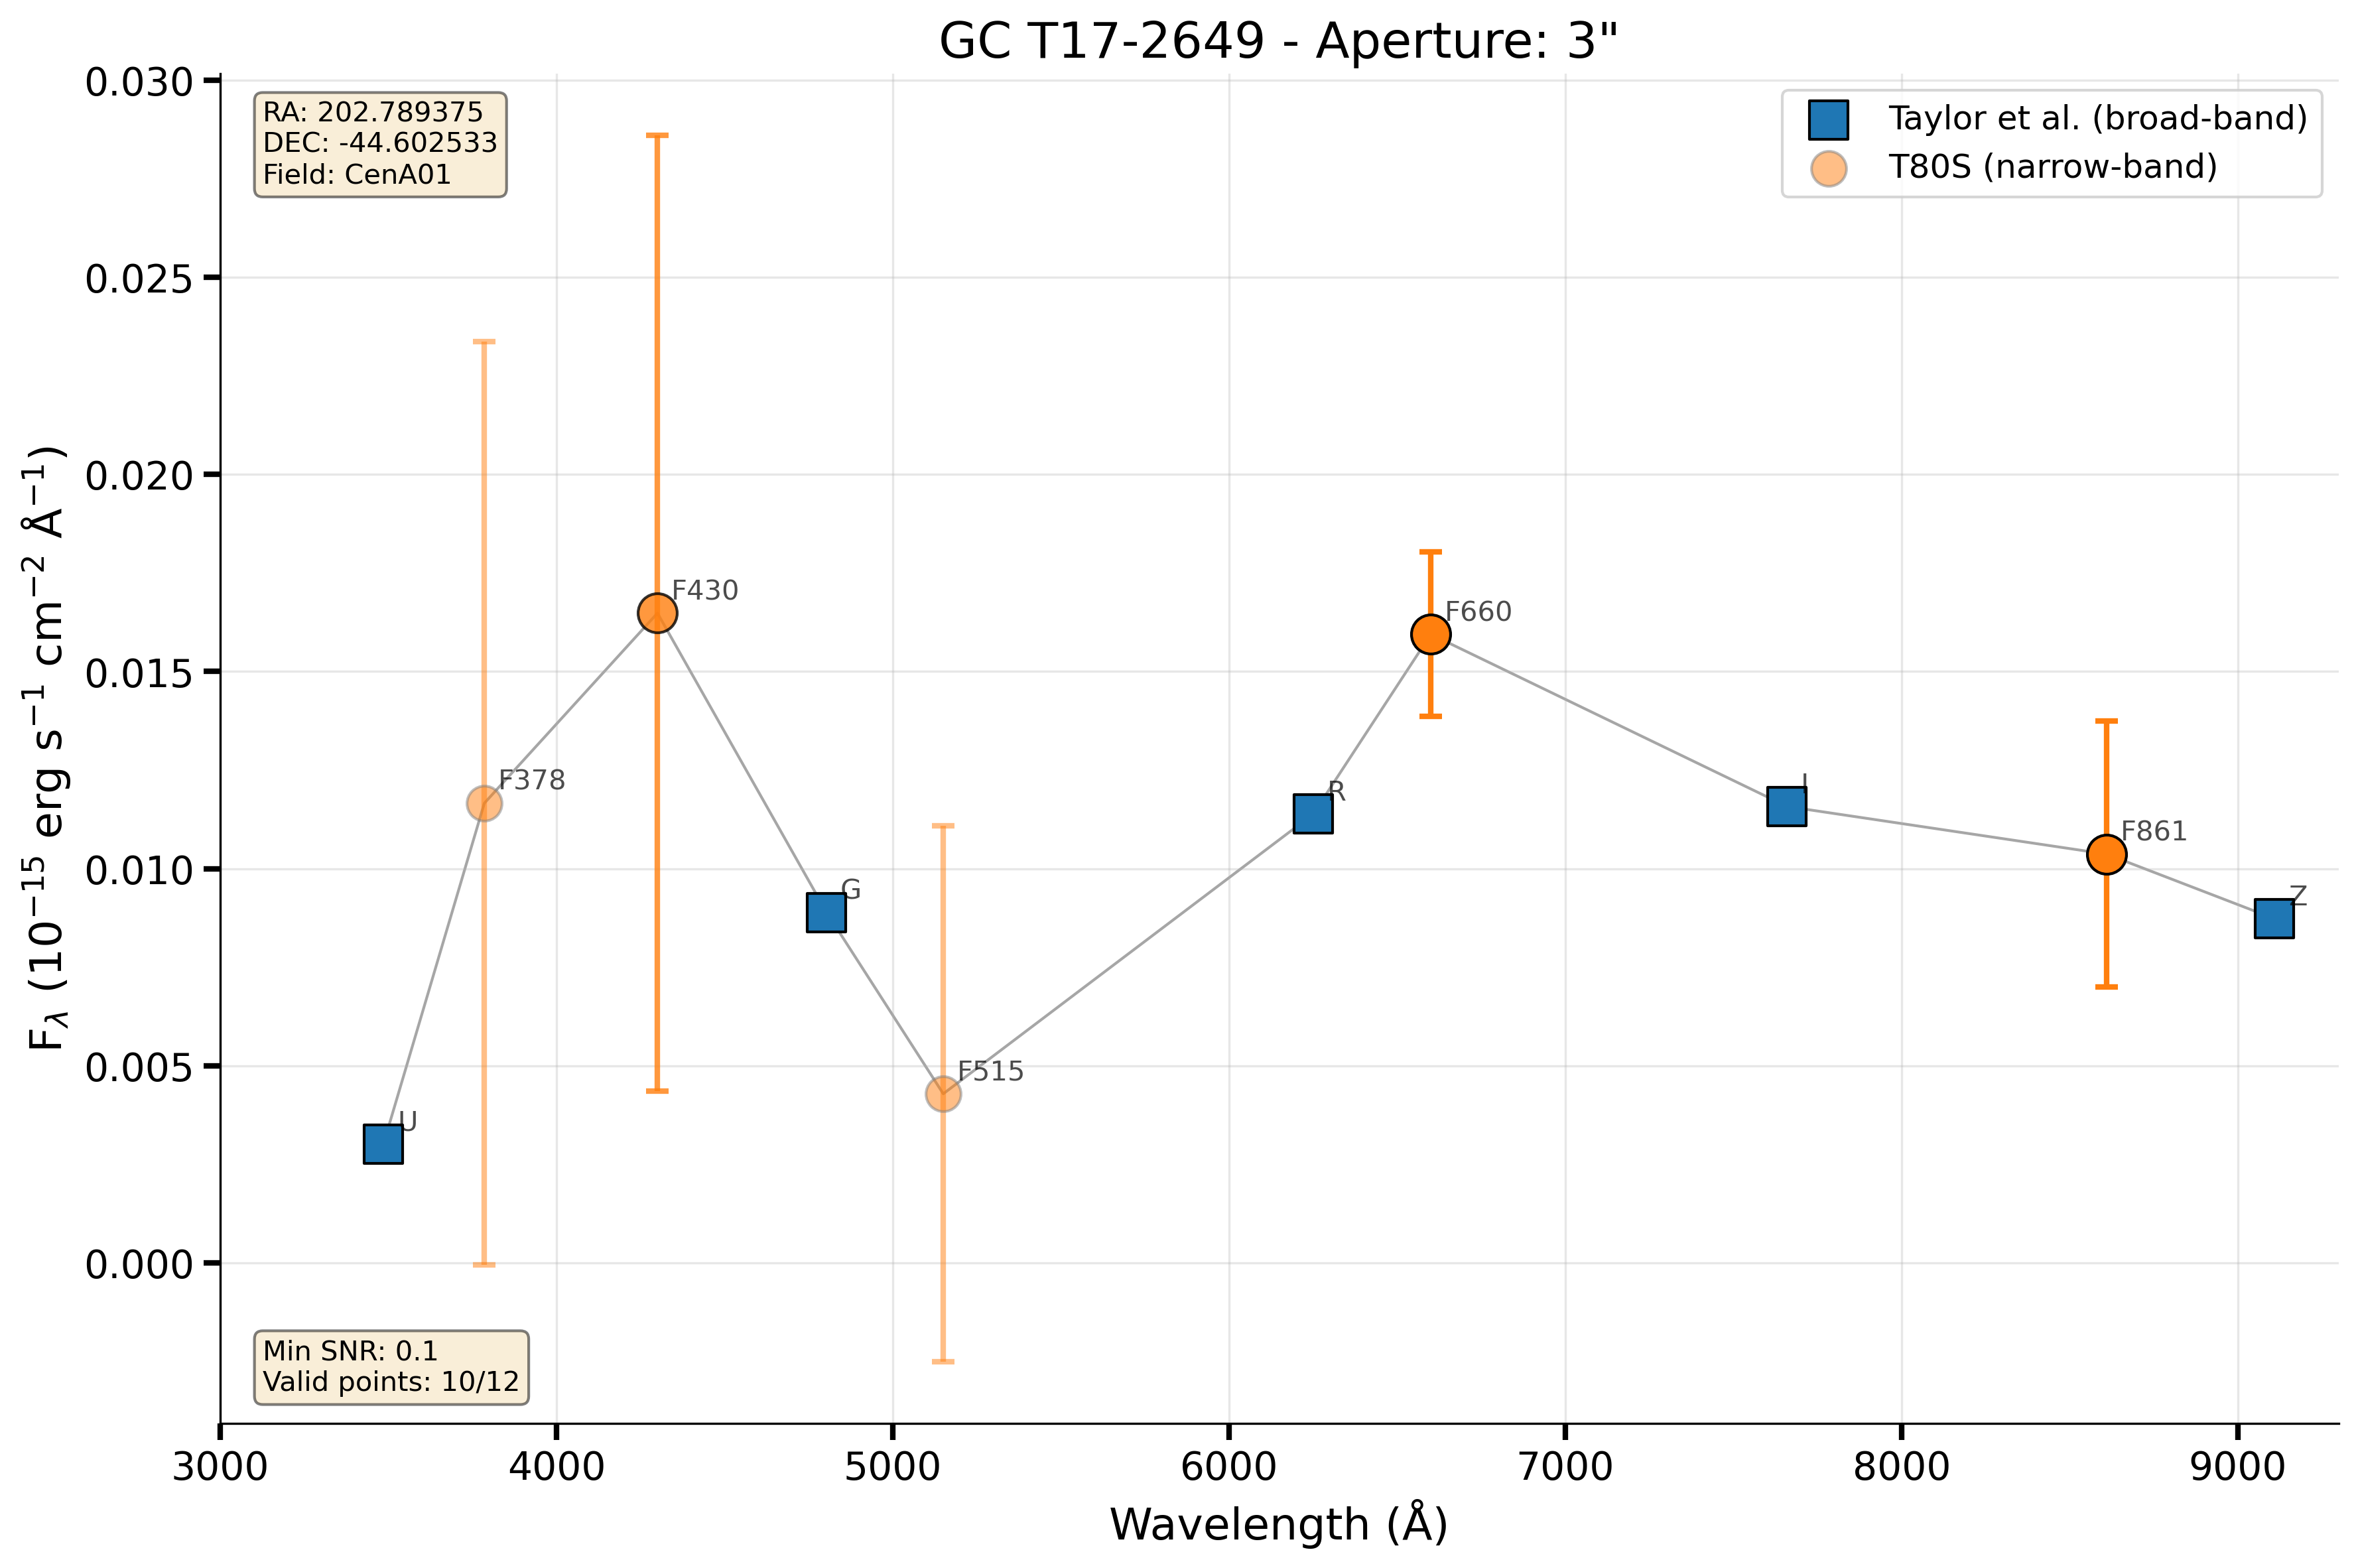 GC T17-2649 - Aperture: 3"
RA: 202.789375
DEC: -44.602533
Field: CenA01
Taylor et al. (broad-band)
T80S (narrow-band)
0.030
0.025
0.020
0.015
0.010
0.005
0.000
F_λ (10⁻¹⁵ erg s⁻¹ cm⁻² Å⁻¹)
U
F378
F430
G
F515
R
F660
I
F861
Z
Min SNR: 0.1
Valid points: 10/12
3000 4000 5000 6000 7000 8000 9000
Wavelength (Å)